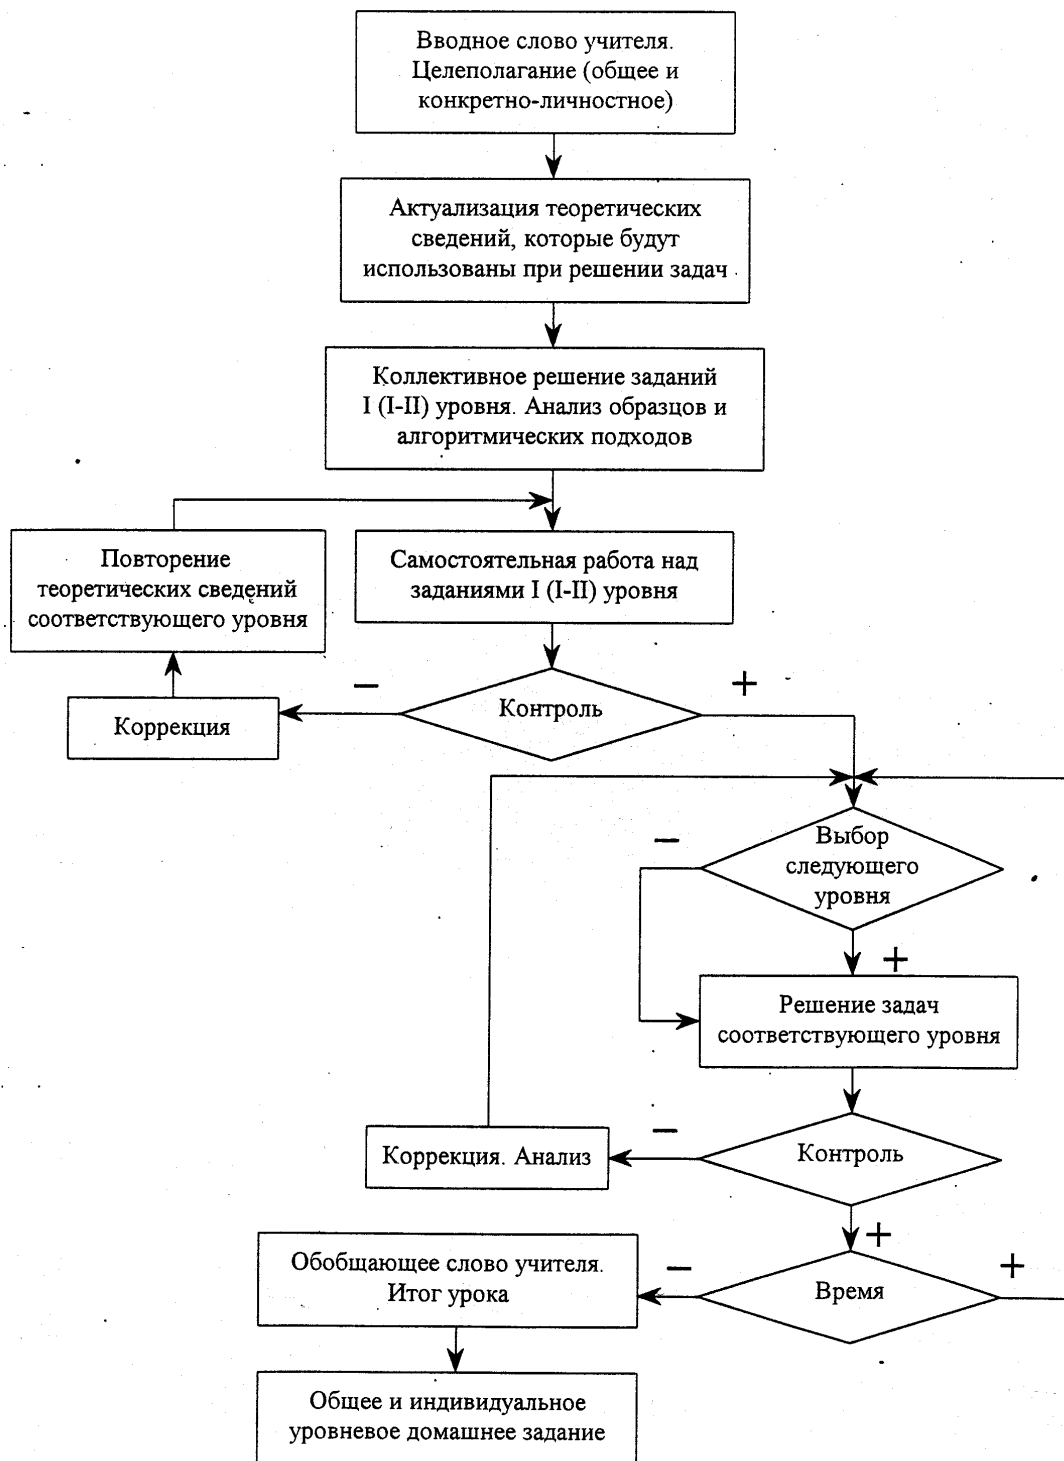 Вводное слово учителя.
Целеполагание (общее и
конкретно-личностное)
Актуализация теоретических
сведений, которые будут
использованы при решении задач
Коллективное решение заданий
I (I-II) уровня. Анализ образцов и
алгоритмических подходов
Повторение
теоретических сведений
соответствующего уровня
Самостоятельная работа над
заданиями I (I-II) уровня
−
+
Контроль
Коррекция
−
Выбор
следующего
уровня
+
Решение задач
соответствующего уровня
−
Коррекция. Анализ
Контроль
+
Обобщающее слово учителя.
Итог урока
−
Время
+
Общее и индивидуальное
уровневое домашнее задание